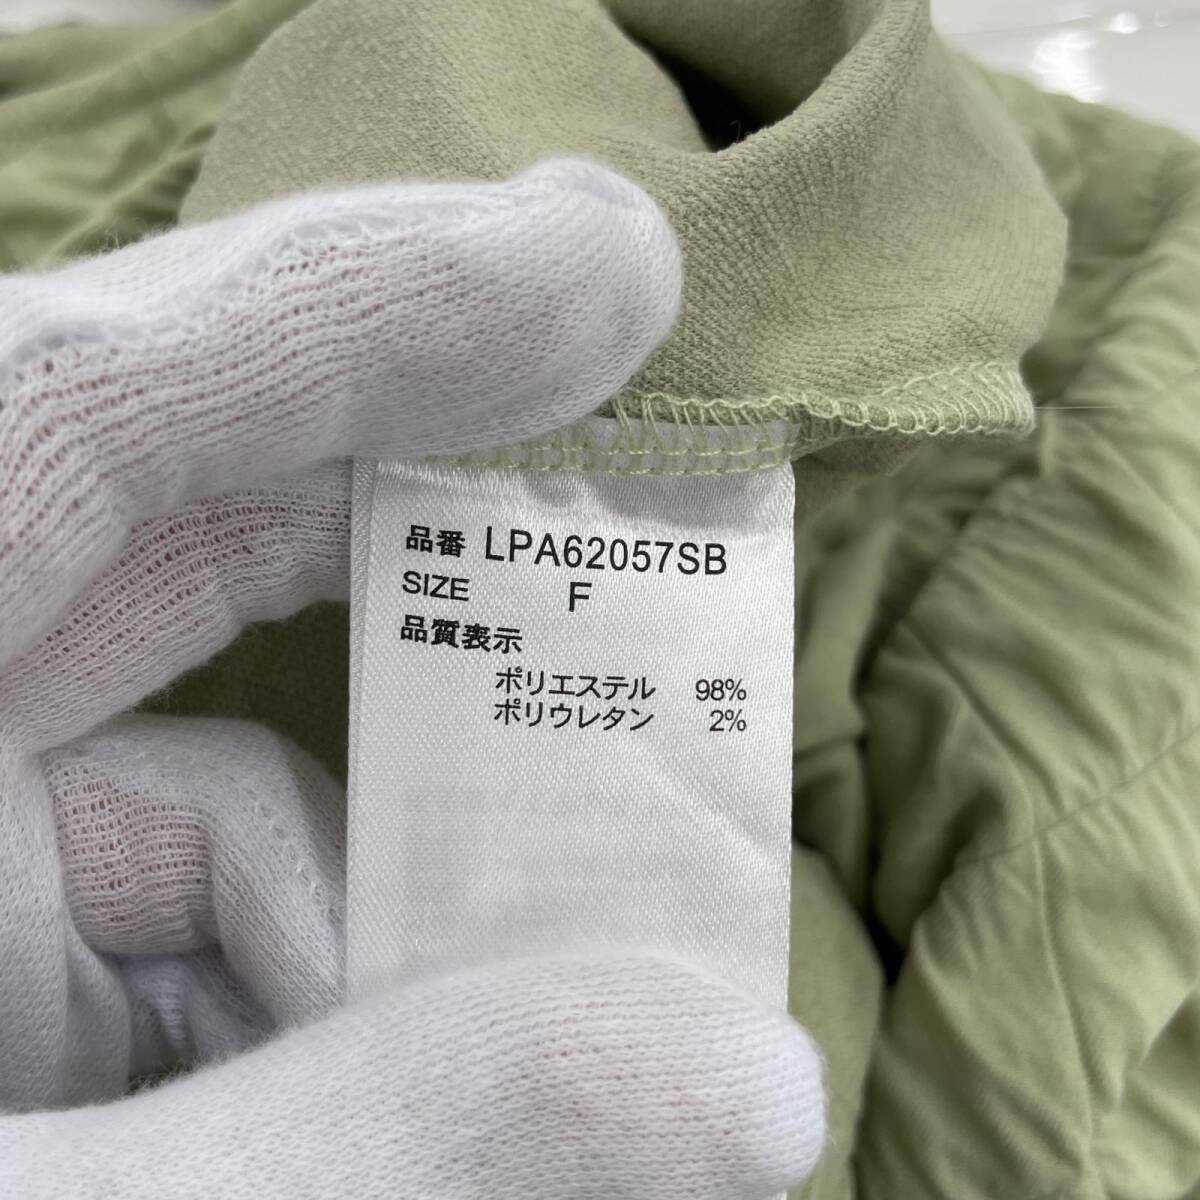 品番 LPA62057SB
SIZE F
品質表示
ポリエステル 98%
ポリウレタン 2%